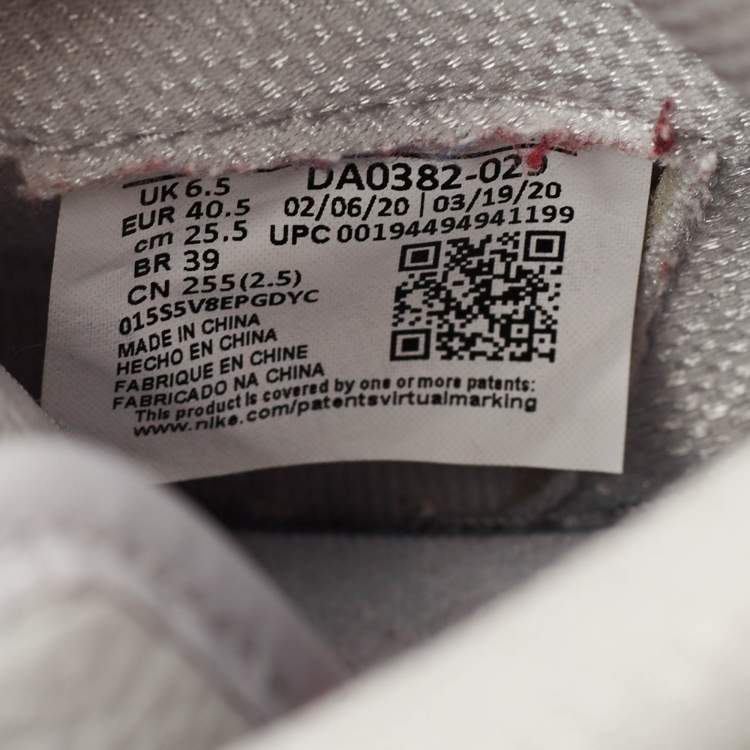 UK 6.5
EUR 40.5
cm 25.5
BR 39
CN 255(2.5)
015S5V8EPGDYC
MADE IN CHINA
HECHO EN CHINA
FABRIQUE EN CHINE
FABRICADO NA CHINA
This product is covered by one or more patents:
www.nike.com/patentsvirtualmarking
DA0382-029
02/06/20 | 03/19/20
UPC 00194494941199